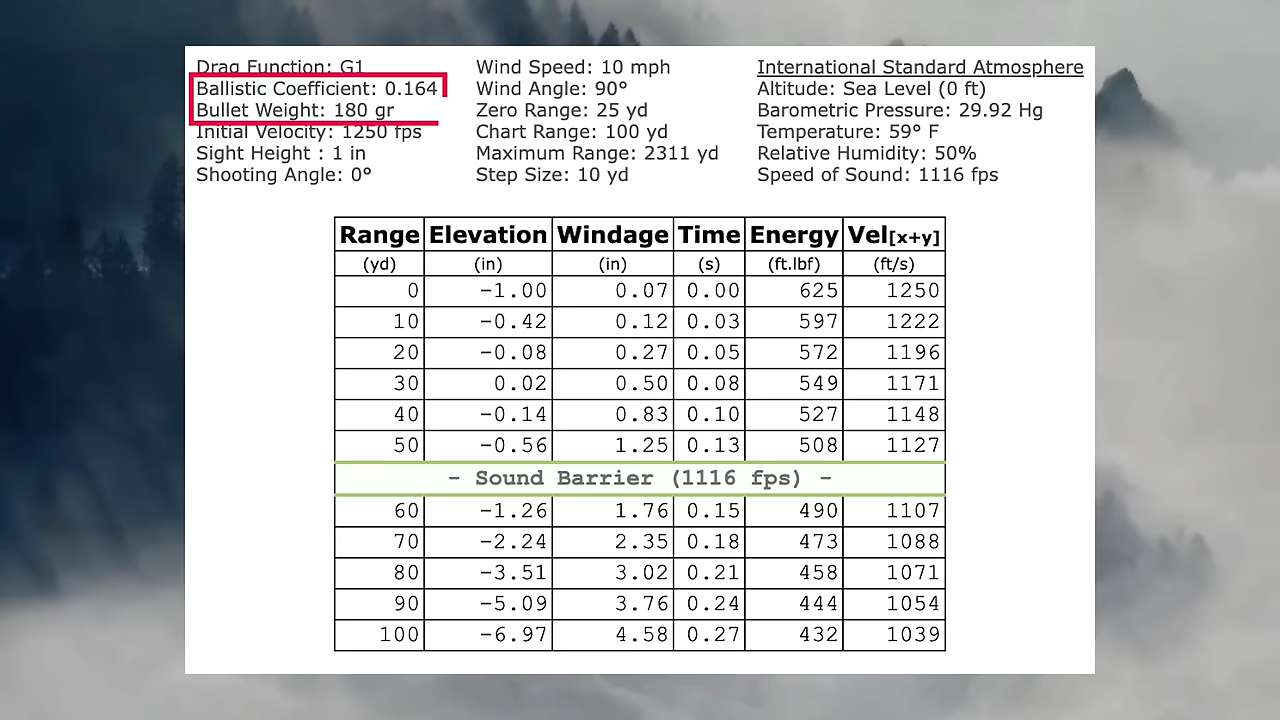 Drag Function: G1
Ballistic Coefficient: 0.164
Bullet Weight: 180 gr
Initial Velocity: 1250 fps
Sight Height : 1 in
Shooting Angle: 0°
Wind Speed: 10 mph
Wind Angle: 90°
Zero Range: 25 yd
Chart Range: 100 yd
Maximum Range: 2311 yd
Step Size: 10 yd
International Standard Atmosphere
Altitude: Sea Level (0 ft)
Barometric Pressure: 29.92 Hg
Temperature: 59° F
Relative Humidity: 50%
Speed of Sound: 1116 fps
Range Elevation Windage Time Energy Vel[x+y]
(yd) (in) (in) (s) (ft.lbf) (ft/s)
0 -1.00 0.07 0.00 625 1250
10 -0.42 0.12 0.03 597 1222
20 -0.08 0.27 0.05 572 1196
30 0.02 0.50 0.08 549 1171
40 -0.14 0.83 0.10 527 1148
50 -0.56 1.25 0.13 508 1127
- Sound Barrier (1116 fps) -
60 -1.26 1.76 0.15 490 1107
70 -2.24 2.35 0.18 473 1088
80 -3.51 3.02 0.21 458 1071
90 -5.09 3.76 0.24 444 1054
100 -6.97 4.58 0.27 432 1039